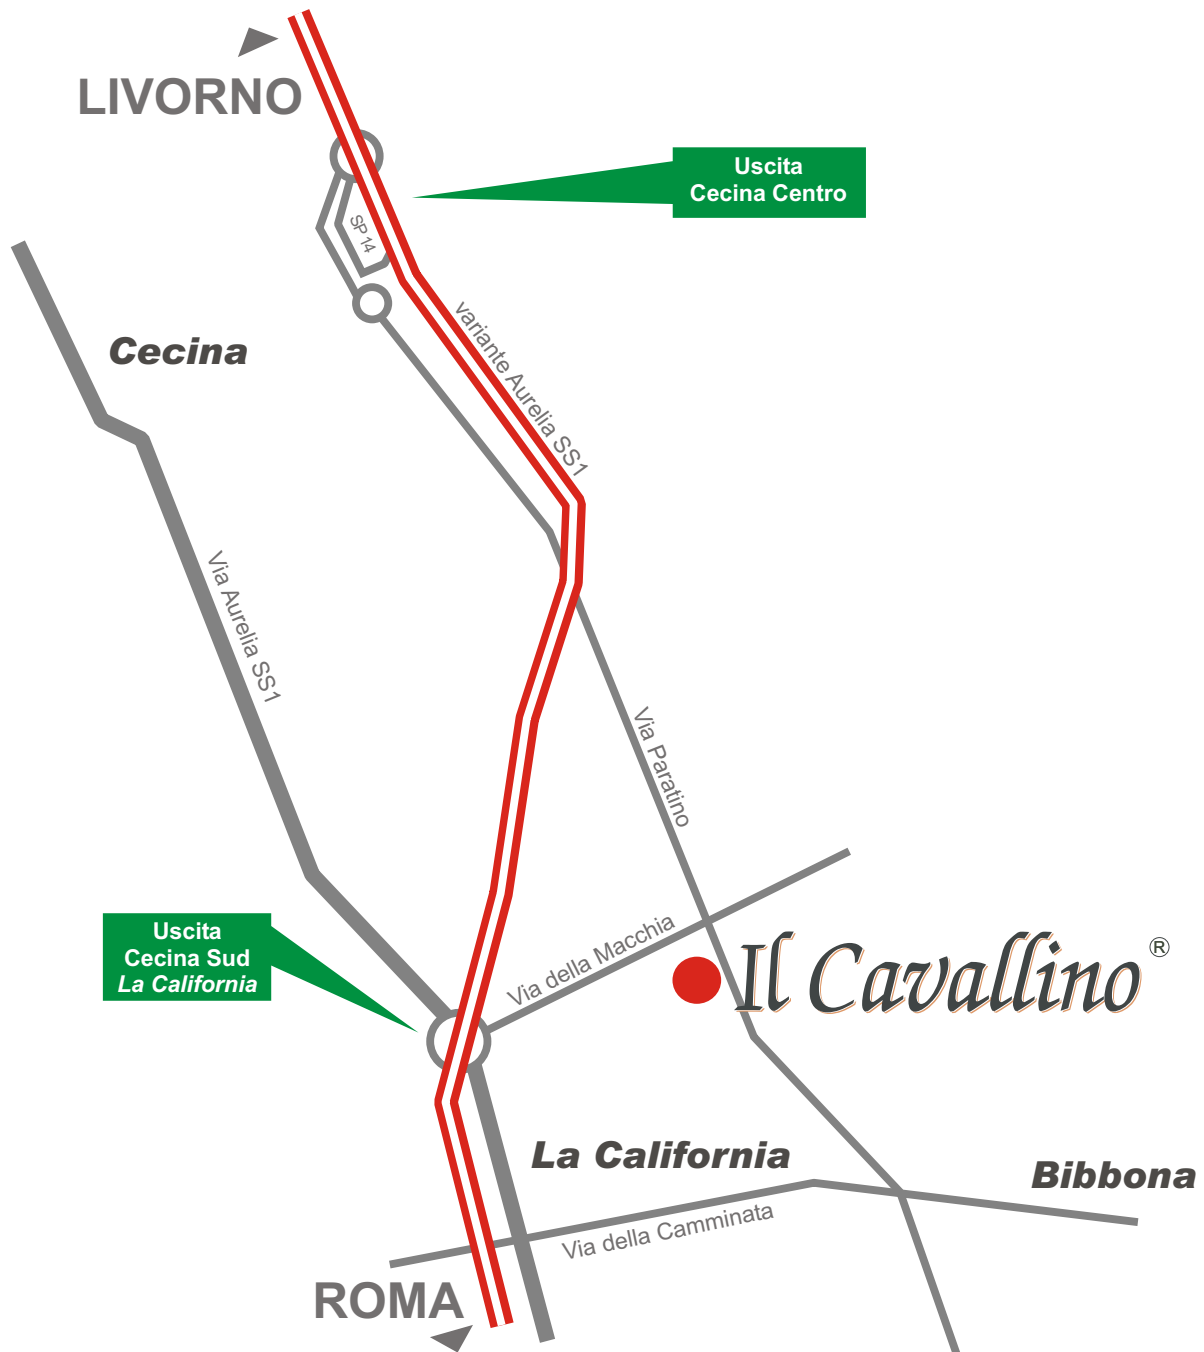 LIVORNO
Uscita
Cecina Centro
SP 14
variante Aurelia SS1
Cecina
Via Aurelia SS1
Via Paratino
Uscita
Cecina Sud
La California
Via della Macchia
Il Cavallino®
La California
Bibbona
Via della Camminata
ROMA